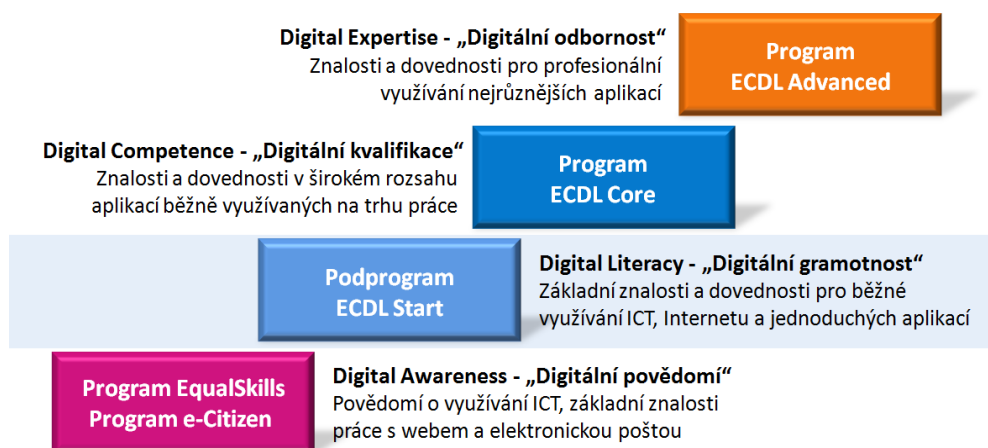 Digital Expertise - „Digitální odbornost“
Znalosti a dovednosti pro profesionální
využívání nejrůznějších aplikací
Program
ECDL Advanced
Digital Competence - „Digitální kvalifikace“
Znalosti a dovednosti v širokém rozsahu
aplikací běžně využívaných na trhu práce
Program
ECDL Core
Podprogram
ECDL Start
Digital Literacy - „Digitální gramotnost“
Základní znalosti a dovednosti pro běžné
využívání ICT, Internetu a jednoduchých aplikací
Program EqualSkills
Program e-Citizen
Digital Awareness - „Digitální povědomí“
Povědomí o využívání ICT, základní znalosti
práce s webem a elektronickou poštou